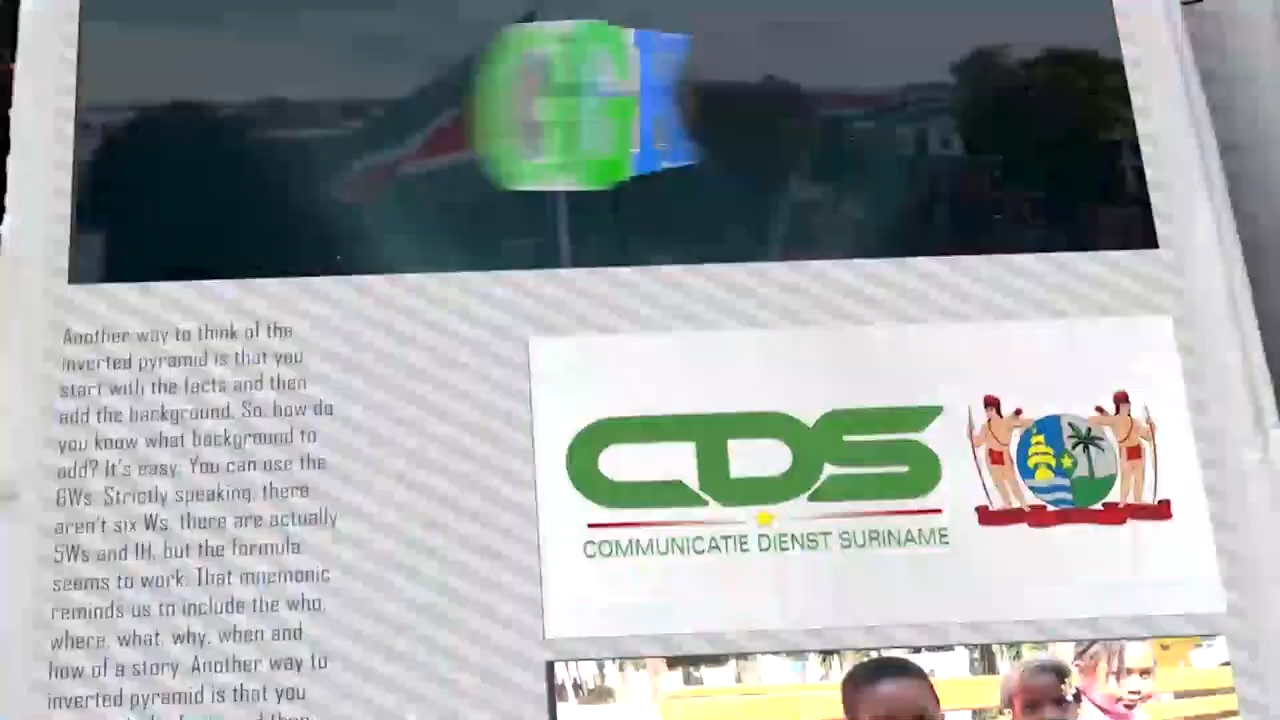 Another way to think of the
inverted pyramid is that you
start with the facts and then
add the background. So, how do
you know what background to
add? It's easy. You can use the
6Ws. Strictly speaking, there
aren't six Ws, there are actually
5Ws and 1H, but the formula
seems to work. That mnemonic
reminds us to include the who,
where, what, why, when and
how of a story. Another way to
inverted pyramid is that you
CDS
COMMUNICATIE DIENST SURINAME